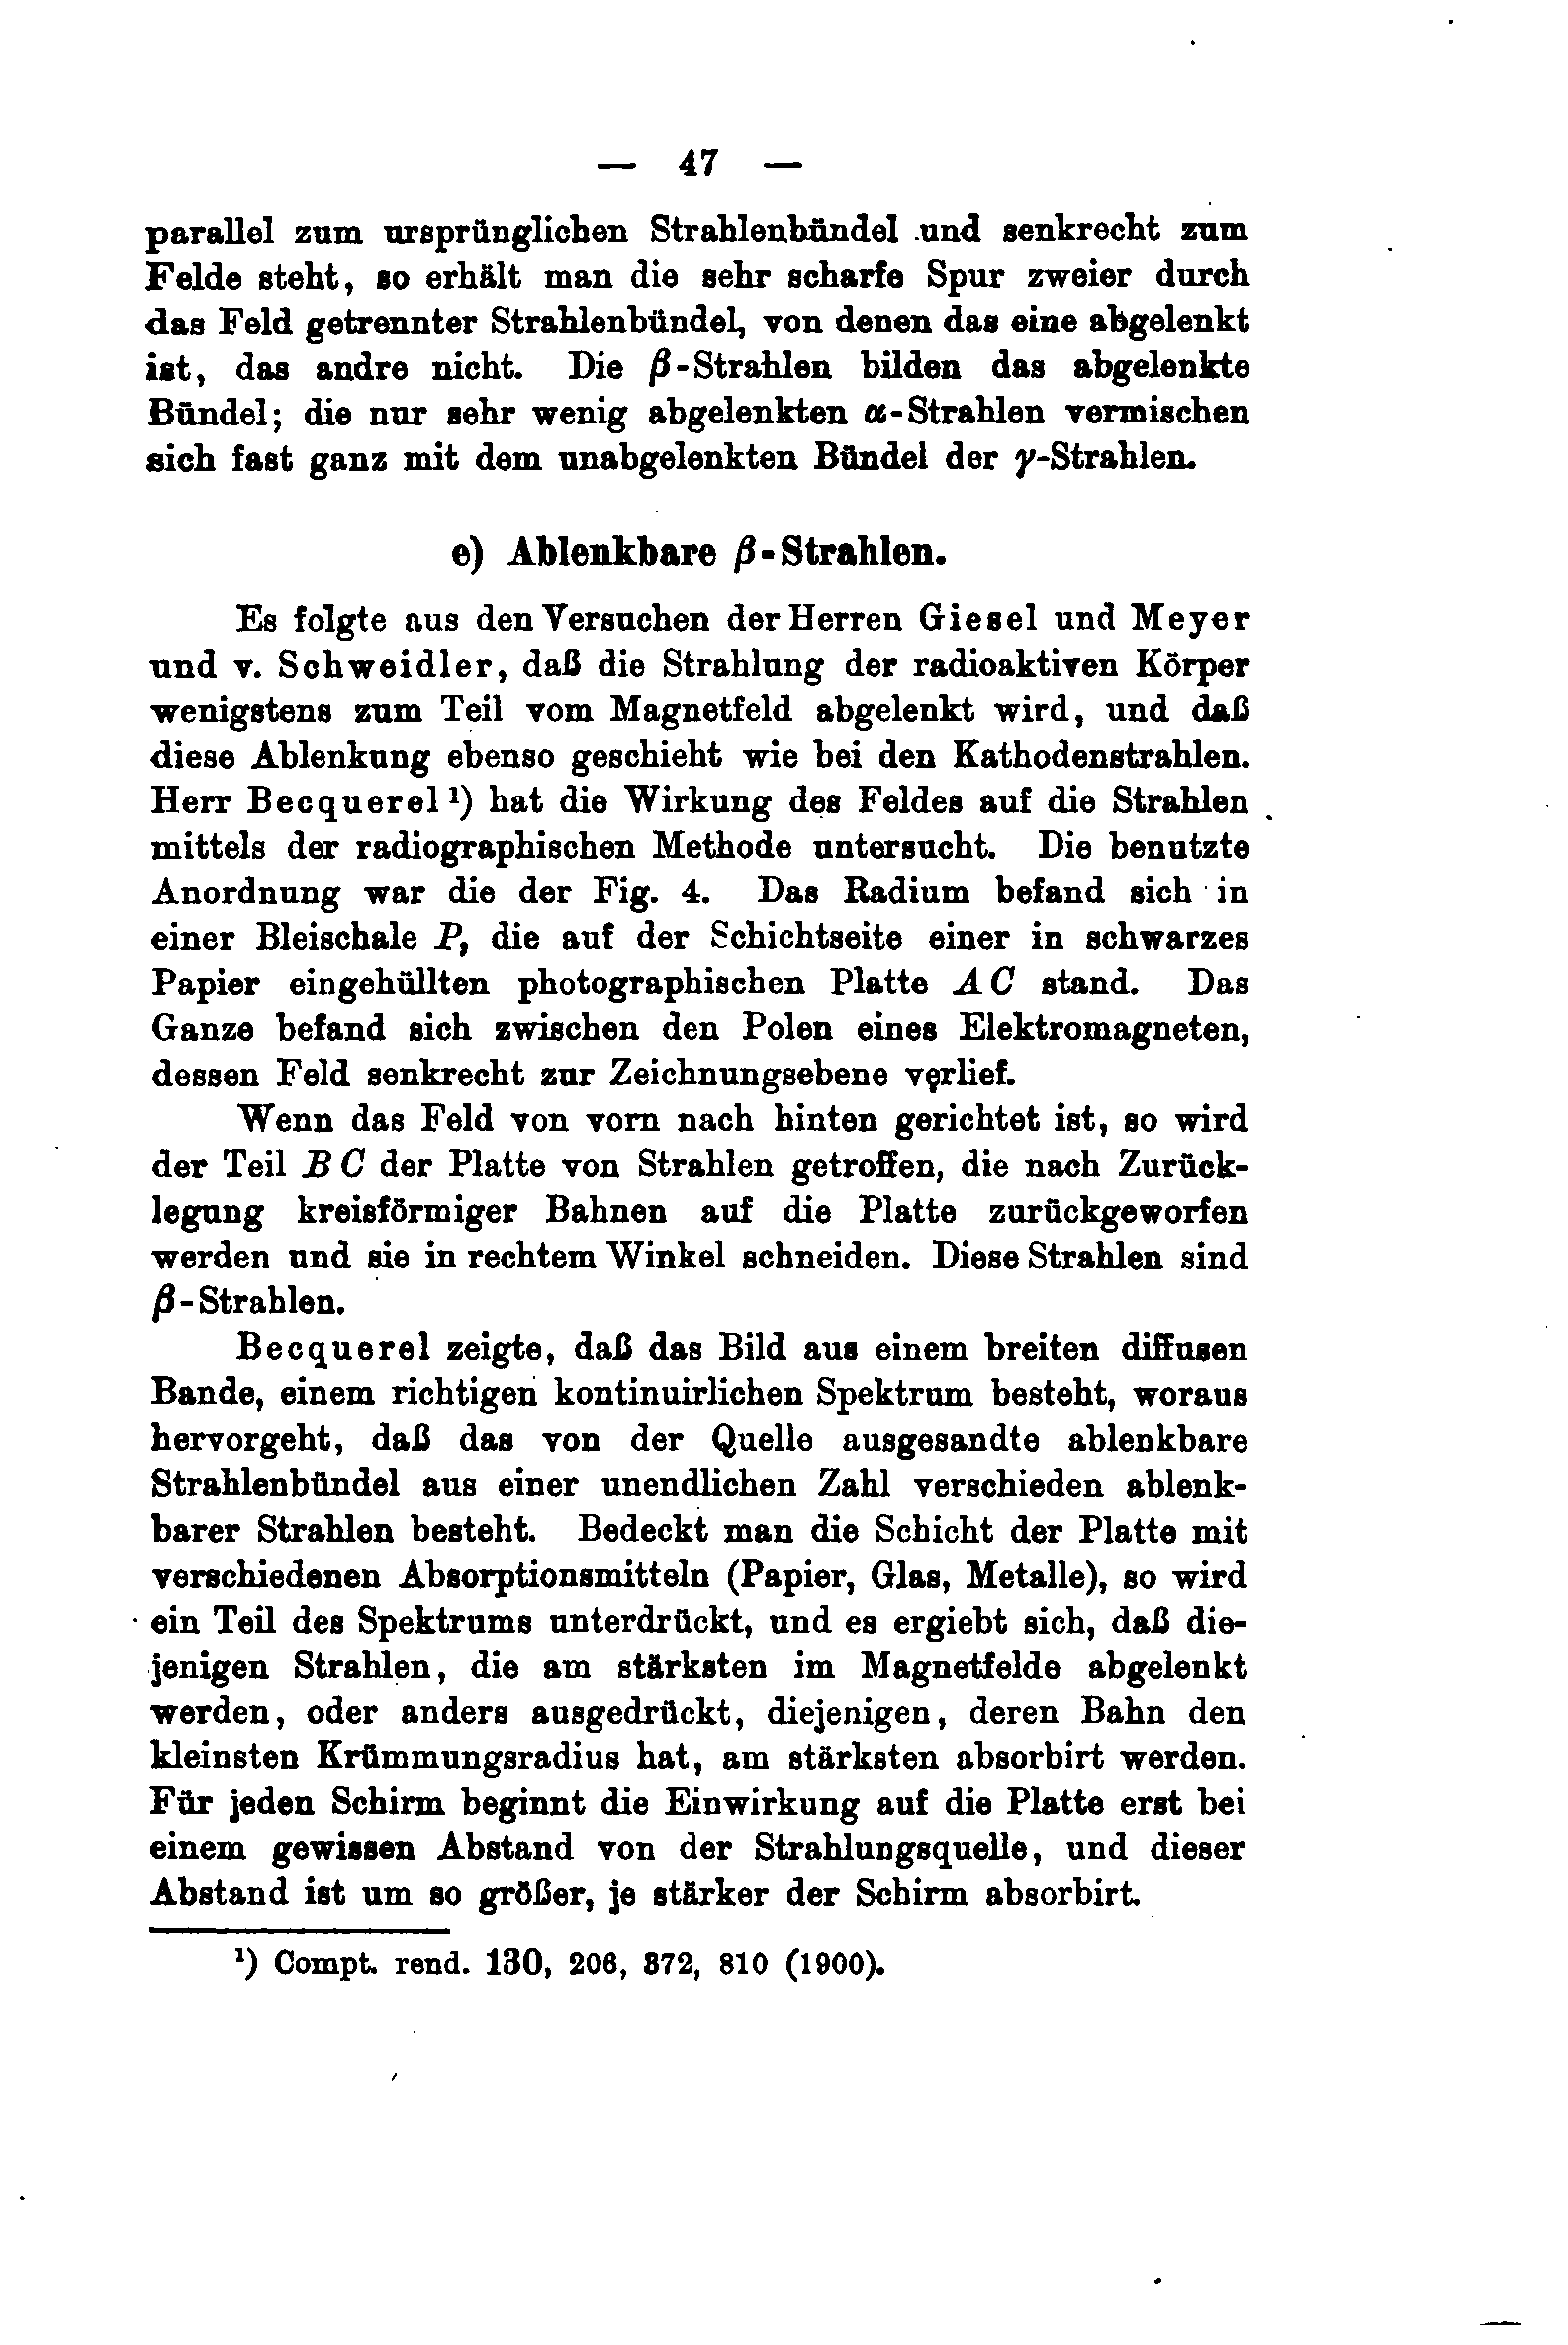 — 47 —
parallel zum ursprünglichen Strahlenbündel und senkrecht zum
Felde steht, so erhält man die sehr scharfe Spur zweier durch
das Feld getrennter Strahlenbündel, von denen das eine abgelenkt
ist, das andre nicht. Die β-Strahlen bilden das abgelenkte
Bündel; die nur sehr wenig abgelenkten α-Strahlen vermischen
sich fast ganz mit dem unabgelenkten Bündel der γ-Strahlen.
e) Ablenkbare β-Strahlen.
Es folgte aus den Versuchen der Herren Giesel und Meyer
und v. Schweidler, daß die Strahlung der radioaktiven Körper
wenigstens zum Teil vom Magnetfeld abgelenkt wird, und daß
diese Ablenkung ebenso geschieht wie bei den Kathodenstrahlen.
Herr Becquerel¹) hat die Wirkung des Feldes auf die Strahlen
mittels der radiographischen Methode untersucht. Die benutzte
Anordnung war die der Fig. 4. Das Radium befand sich in
einer Bleischale P, die auf der Schichtseite einer in schwarzes
Papier eingehüllten photographischen Platte AC stand. Das
Ganze befand sich zwischen den Polen eines Elektromagneten,
dessen Feld senkrecht zur Zeichnungsebene verlief.
Wenn das Feld von vorn nach hinten gerichtet ist, so wird
der Teil BC der Platte von Strahlen getroffen, die nach Zurück-
legung kreisförmiger Bahnen auf die Platte zurückgeworfen
werden und sie in rechtem Winkel schneiden. Diese Strahlen sind
β-Strahlen.
Becquerel zeigte, daß das Bild aus einem breiten diffusen
Bande, einem richtigen kontinuirlichen Spektrum besteht, woraus
hervorgeht, daß das von der Quelle ausgesandte ablenkbare
Strahlenbündel aus einer unendlichen Zahl verschieden ablenk-
barer Strahlen besteht. Bedeckt man die Schicht der Platte mit
verschiedenen Absorptionsmitteln (Papier, Glas, Metalle), so wird
ein Teil des Spektrums unterdrückt, und es ergiebt sich, daß die-
jenigen Strahlen, die am stärksten im Magnetfelde abgelenkt
werden, oder anders ausgedrückt, diejenigen, deren Bahn den
kleinsten Krümmungsradius hat, am stärksten absorbirt werden.
Für jeden Schirm beginnt die Einwirkung auf die Platte erst bei
einem gewissen Abstand von der Strahlungsquelle, und dieser
Abstand ist um so größer, je stärker der Schirm absorbirt.
¹) Compt. rend. 130, 206, 372, 810 (1900).